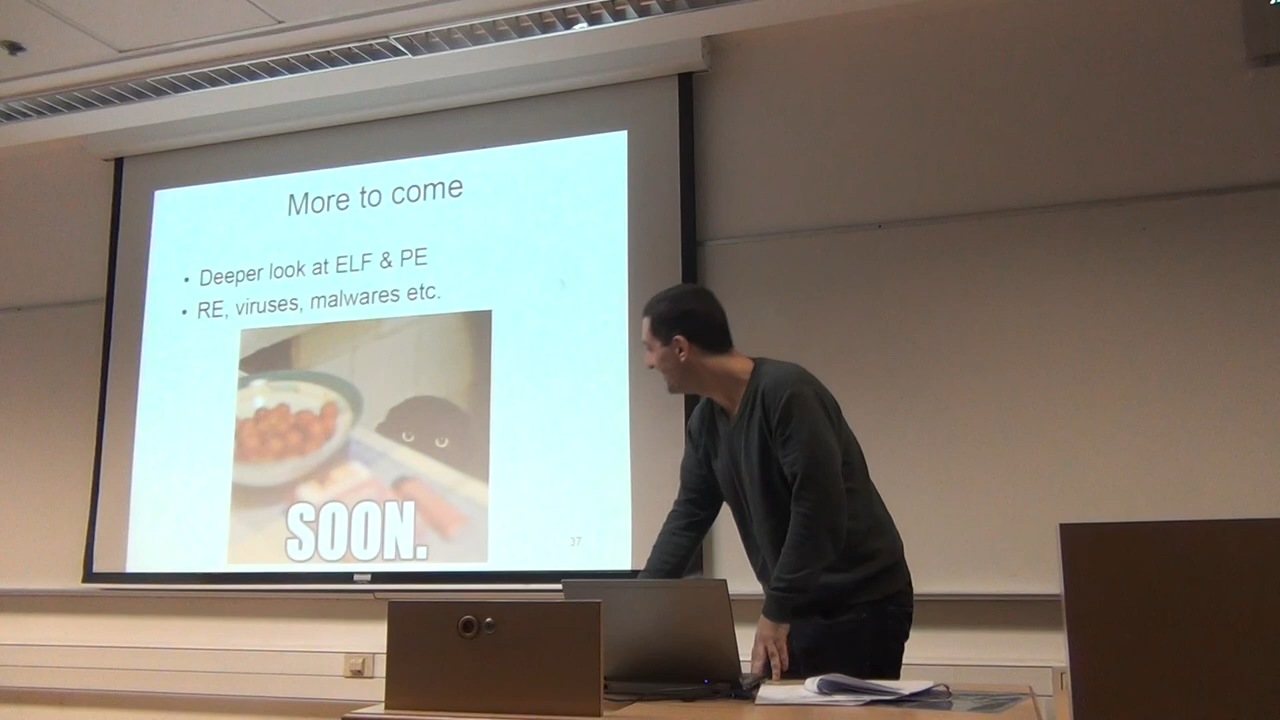 More to come
• Deeper look at ELF & PE
• RE, viruses, malwares etc.
SOON.
37